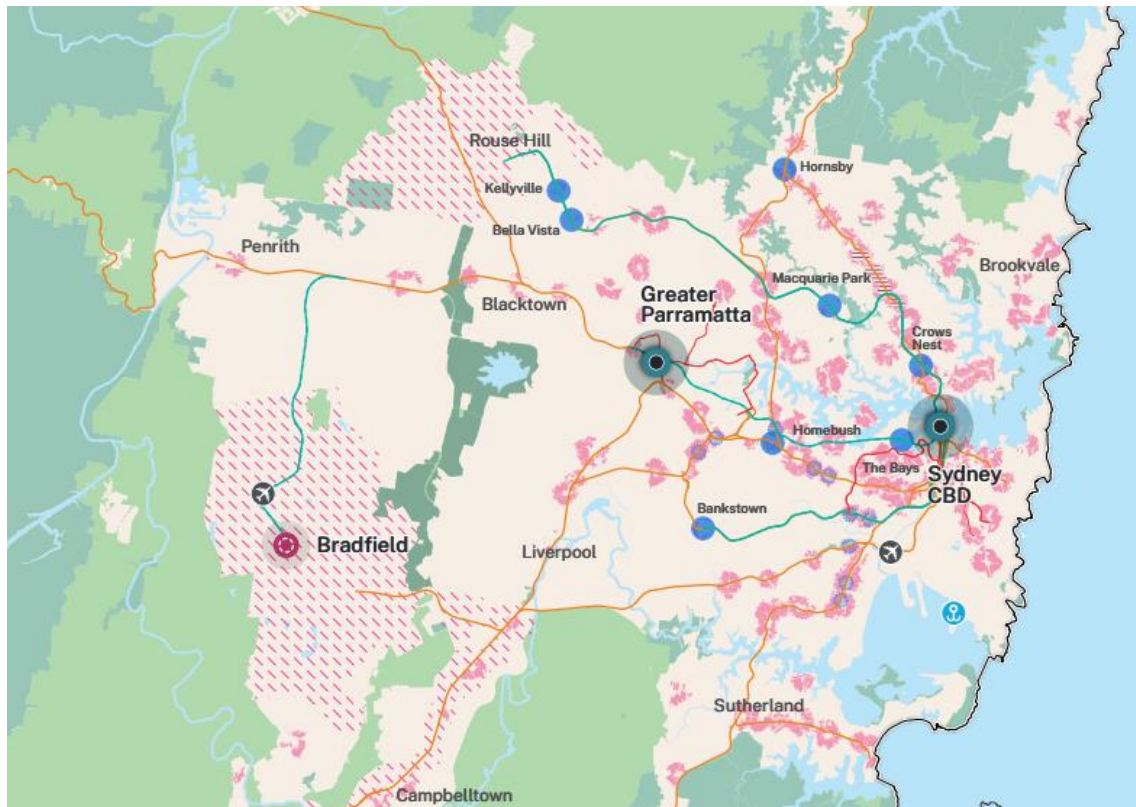 Rouse Hill
Hornsby
Kellyville
Bella Vista
Penrith
Brookvale
Macquarie Park
Blacktown
Greater
Parramatta
Crows
Nest
Homebush
The Bays
Sydney
CBD
Bankstown
Bradfield
Liverpool
Sutherland
Campbelltown